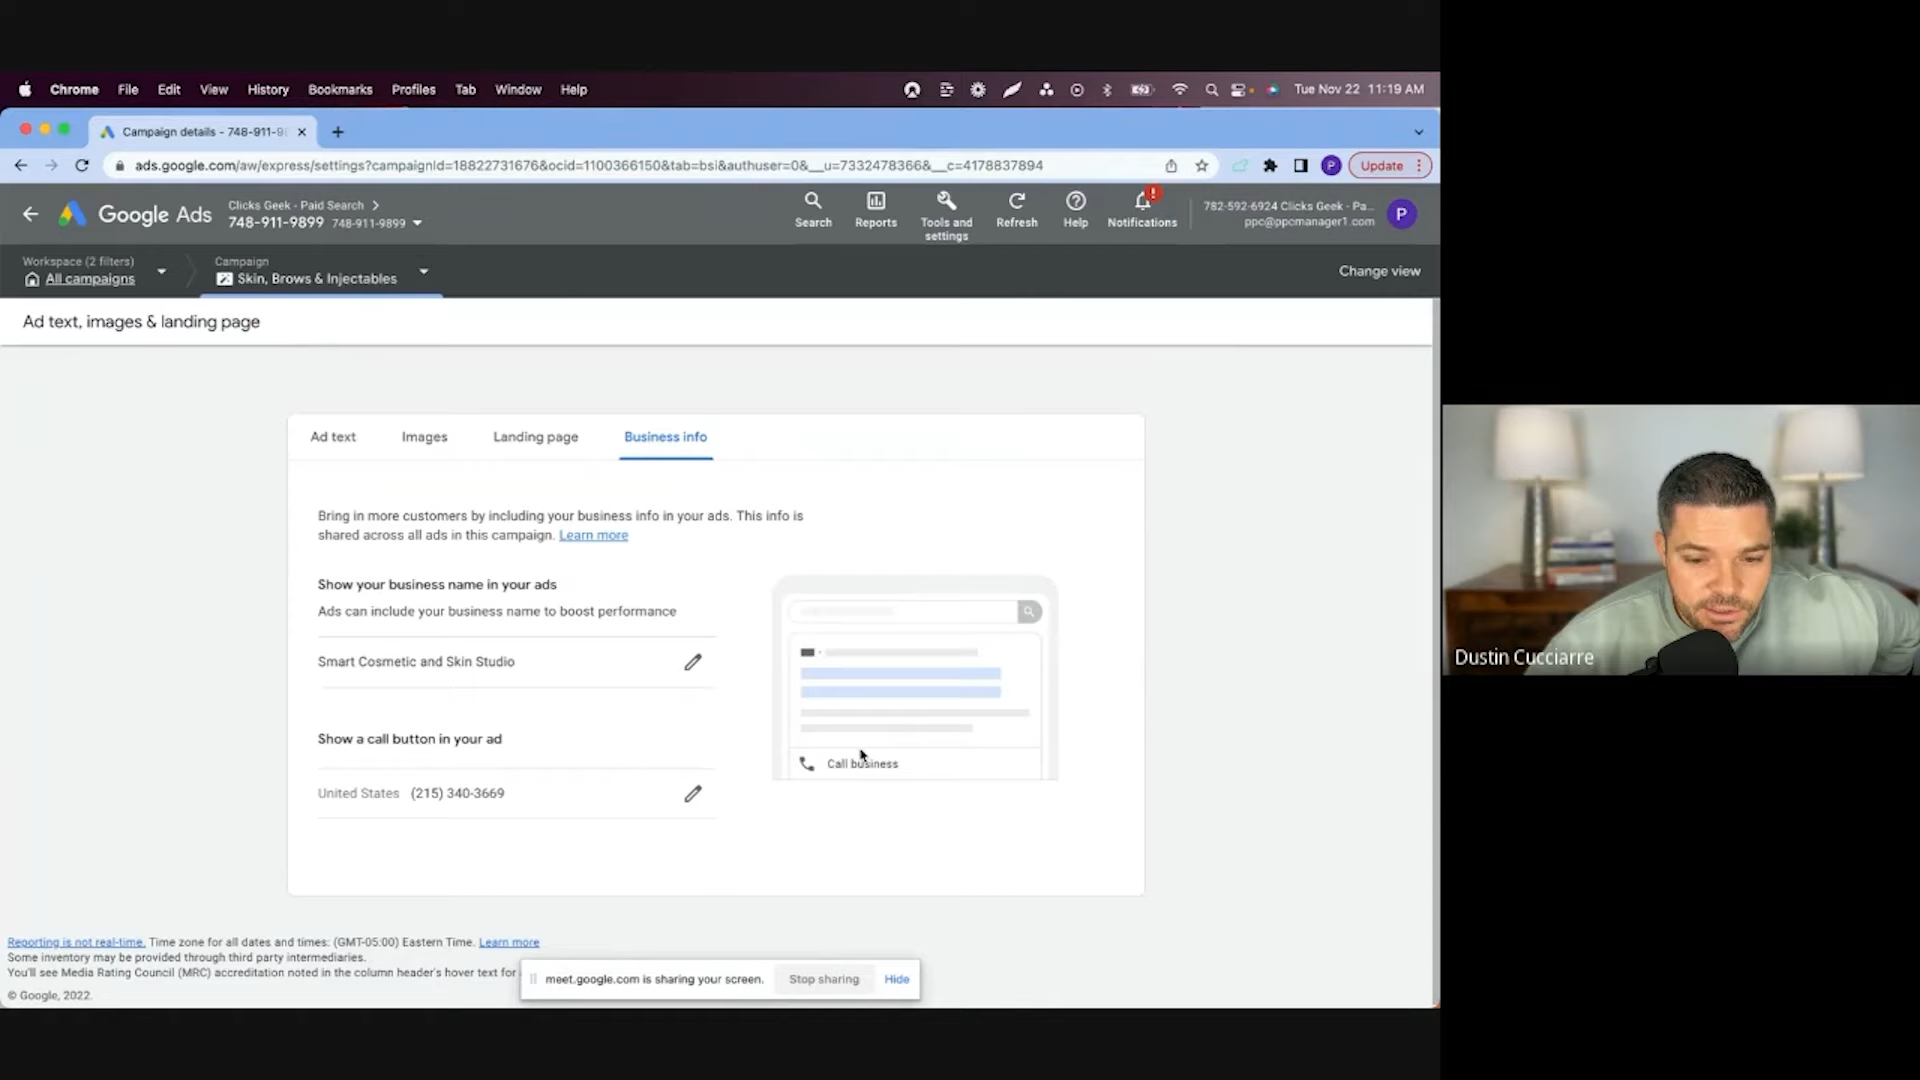 Chrome File Edit View History Bookmarks Profiles Tab Window Help Tue Nov 22 11:19 AM
Campaign details - 748-911-9
ads.google.com/aw/express/settings?campaignId=18822731676&ocid=1100366150&tab=bsi&authuser=0&__u=7332478366&__c=4178837894 P Update
Google Ads
Clicks Geek - Paid Search
748-911-9899 748-911-9899
Search Reports Tools and settings Refresh Help Notifications
782-592-6924 Clicks Geek - Pa...
ppc@ppcmanager1.com
P
Workspace (2 filters)
All campaigns
Campaign
Skin, Brows & Injectables
Change view
Ad text, images & landing page
Ad text Images Landing page Business info
Bring in more customers by including your business info in your ads. This info is
shared across all ads in this campaign. Learn more
Show your business name in your ads
Ads can include your business name to boost performance
Smart Cosmetic and Skin Studio
Show a call button in your ad
United States (215) 340-3669
Call business
Dustin Cucciarre
Reporting is not real-time. Time zone for all dates and times: (GMT-05:00) Eastern Time. Learn more
Some inventory may be provided through third party intermediaries.
You'll see Media Rating Council (MRC) accreditation noted in the column header's hover text for
© Google, 2022.
meet.google.com is sharing your screen. Stop sharing Hide